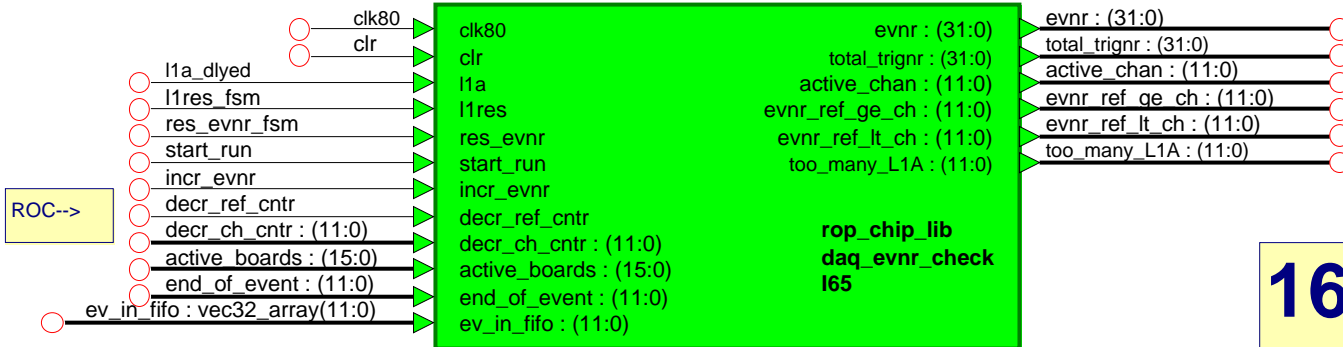 clk80
clr
l1a_dlyed
l1res_fsm
res_evnr_fsm
start_run
incr_evnr
decr_ref_cntr
decr_ch_cntr : (11:0)
active_boards : (15:0)
end_of_event : (11:0)
ev_in_fifo : vec32_array(11:0)
ROC-->
clk80
clr
l1a
l1res
res_evnr
start_run
incr_evnr
decr_ref_cntr
decr_ch_cntr : (11:0)
active_boards : (15:0)
end_of_event : (11:0)
ev_in_fifo : (11:0)
evnr : (31:0)
total_trignr : (31:0)
active_chan : (11:0)
evnr_ref_ge_ch : (11:0)
evnr_ref_lt_ch : (11:0)
too_many_L1A : (11:0)
rop_chip_lib
daq_evnr_check
I65
evnr : (31:0)
total_trignr : (31:0)
active_chan : (11:0)
evnr_ref_ge_ch : (11:0)
evnr_ref_lt_ch : (11:0)
too_many_L1A : (11:0)
16